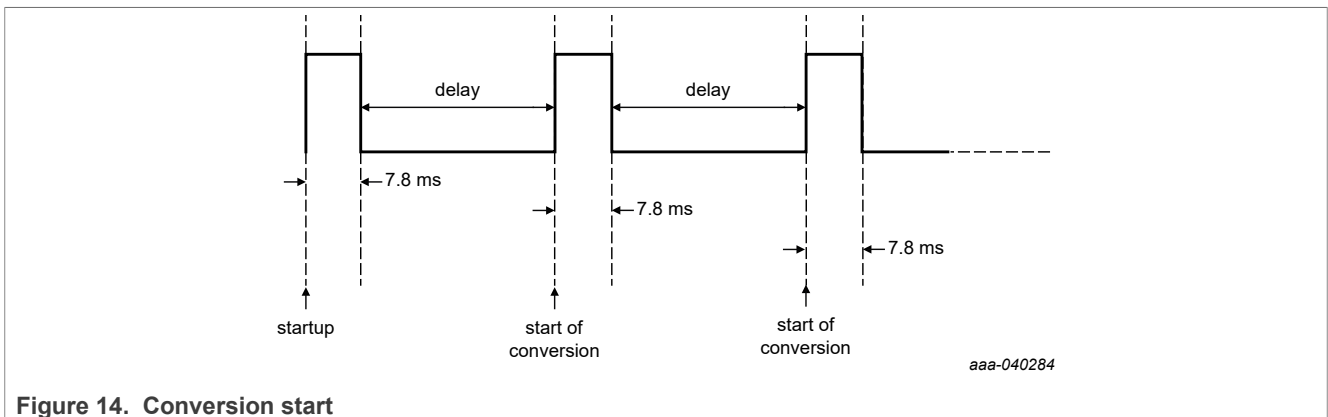 delay
delay
7.8 ms
7.8 ms
7.8 ms
startup
start of
conversion
start of
conversion
aaa-040284
Figure 14. Conversion start